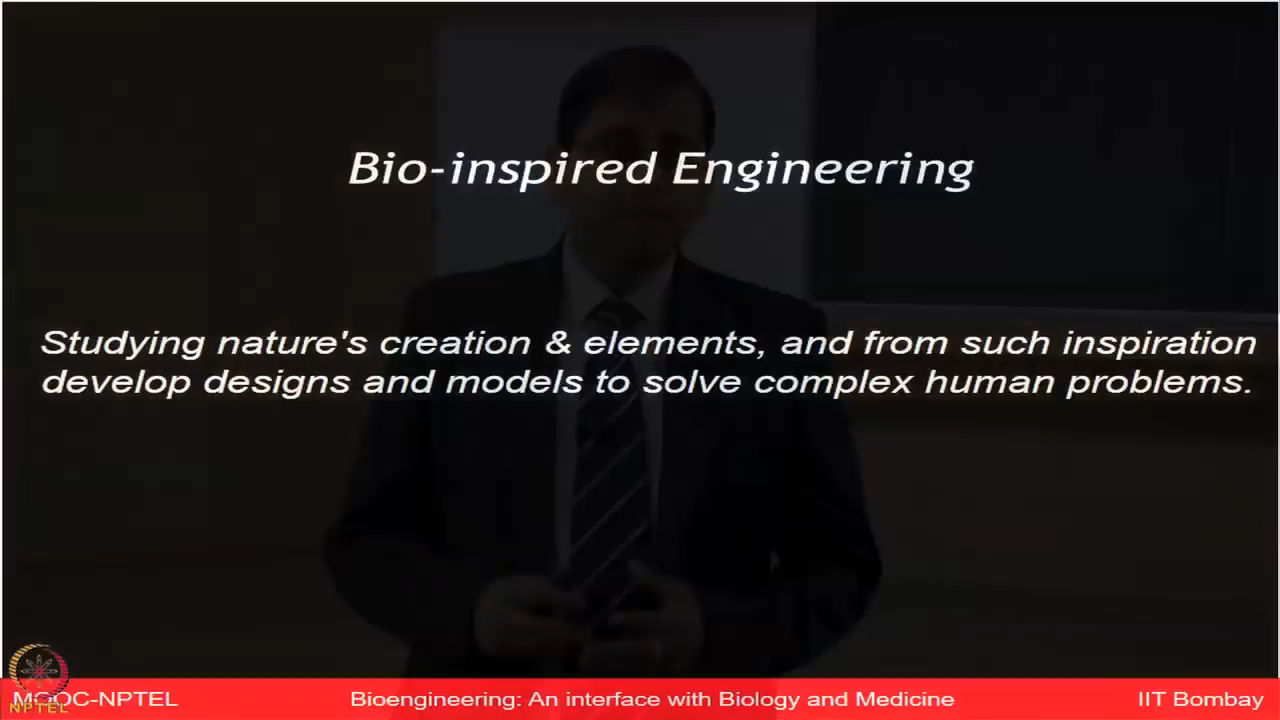 Bio-inspired Engineering
Studying nature's creation & elements, and from such inspiration
develop designs and models to solve complex human problems.
MOOC-NPTEL Bioengineering: An interface with Biology and Medicine IIT Bombay
NPTEL